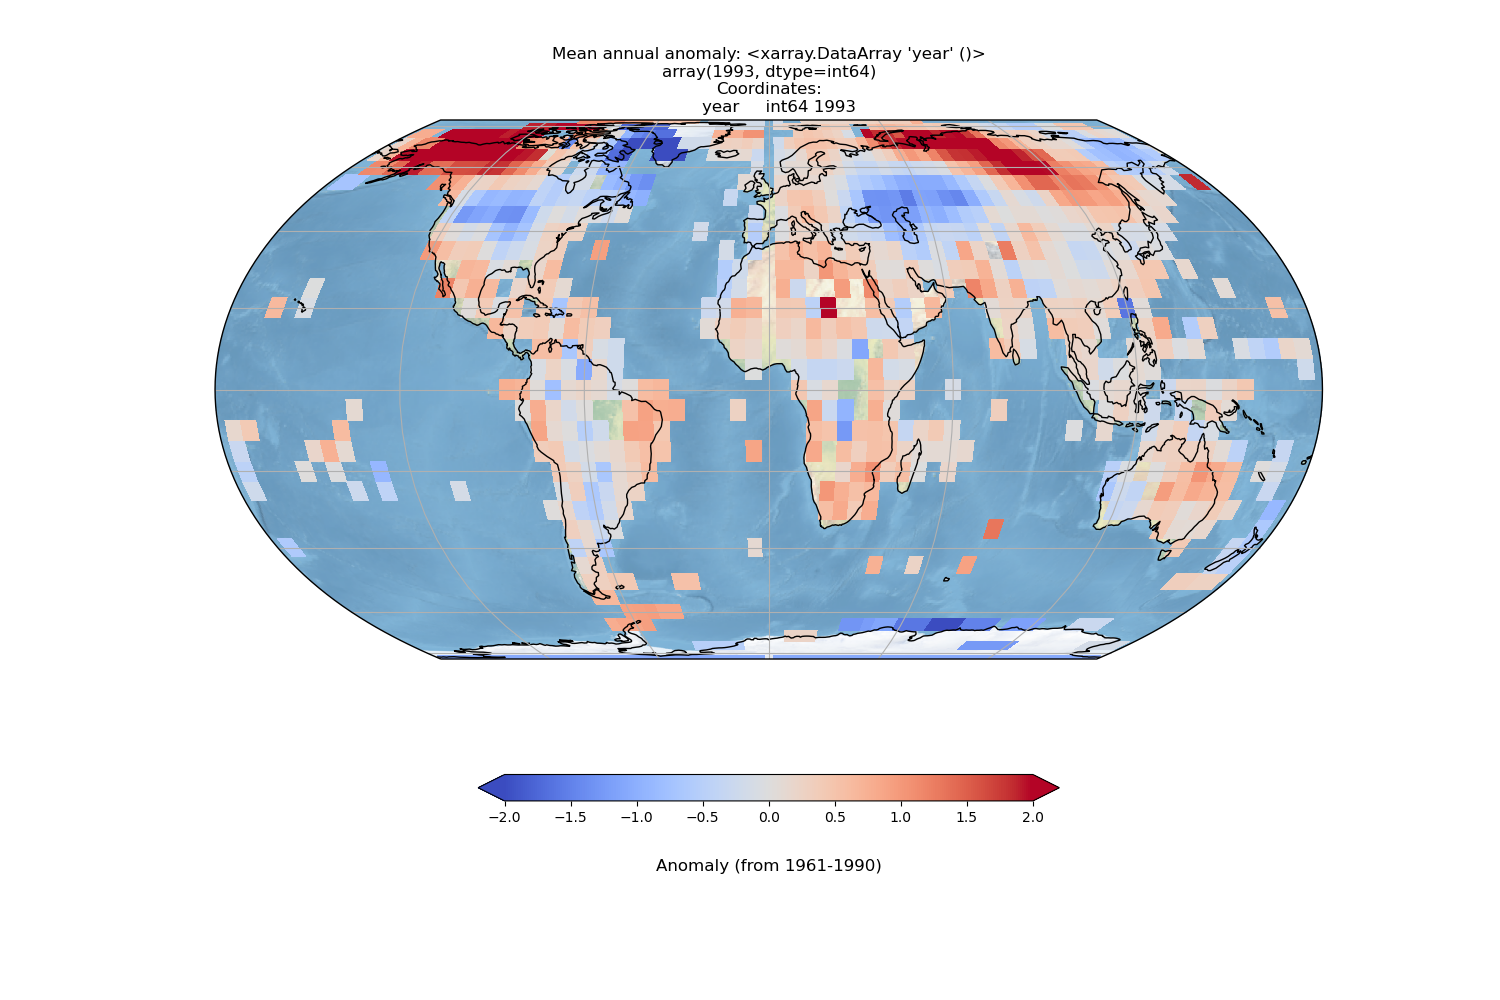 Mean annual anomaly: <xarray.DataArray 'year' ()>
array(1993, dtype=int64)
Coordinates:
year     int64 1993
−2.0 −1.5 −1.0 −0.5 0.0 0.5 1.0 1.5 2.0
Anomaly (from 1961-1990)